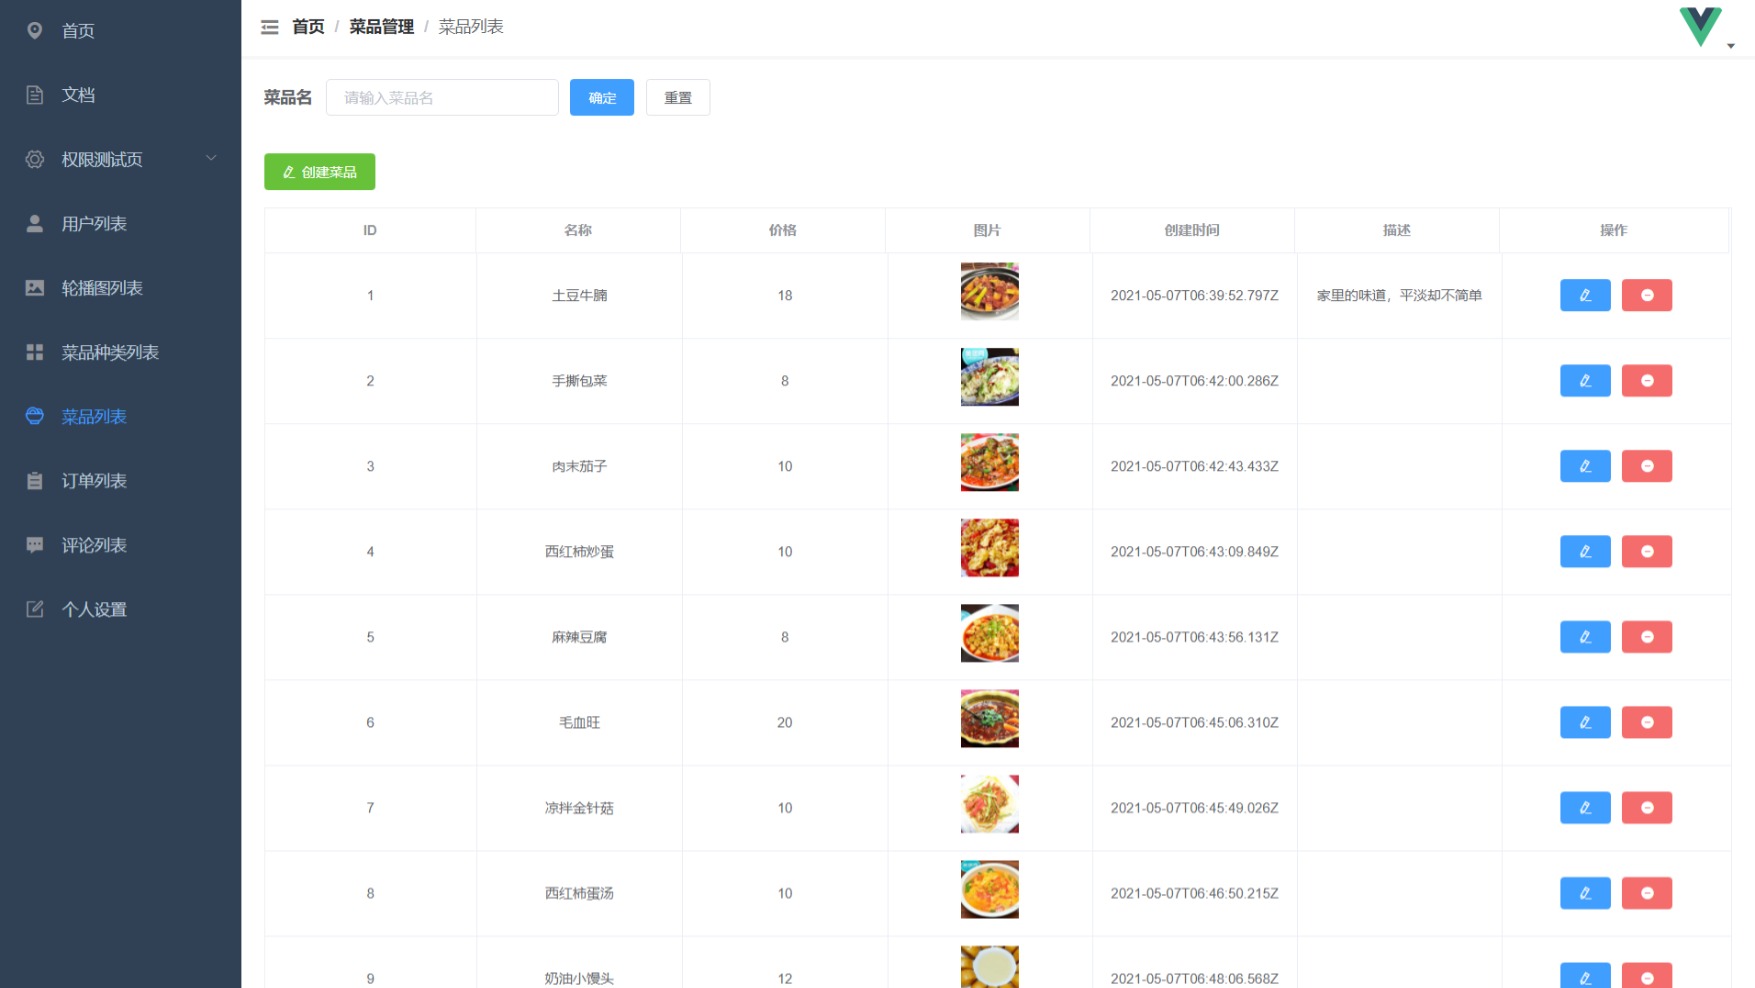 首页
文档
权限测试页
用户列表
轮播图列表
菜品种类列表
菜品列表
订单列表
评论列表
个人设置
首页 / 菜品管理 / 菜品列表
菜品名 请输入菜品名 确定 重置
创建菜品
ID 名称 价格 图片 创建时间 描述 操作
1 土豆牛腩 18 2021-05-07T06:39:52.797Z 家里的味道，平淡却不简单
2 手撕包菜 8 2021-05-07T06:42:00.286Z
3 肉末茄子 10 2021-05-07T06:42:43.433Z
4 西红柿炒蛋 10 2021-05-07T06:43:09.849Z
5 麻辣豆腐 8 2021-05-07T06:43:56.131Z
6 毛血旺 20 2021-05-07T06:45:06.310Z
7 凉拌金针菇 10 2021-05-07T06:45:49.026Z
8 西红柿蛋汤 10 2021-05-07T06:46:50.215Z
9 奶油小馒头 12 2021-05-07T06:48:06.568Z